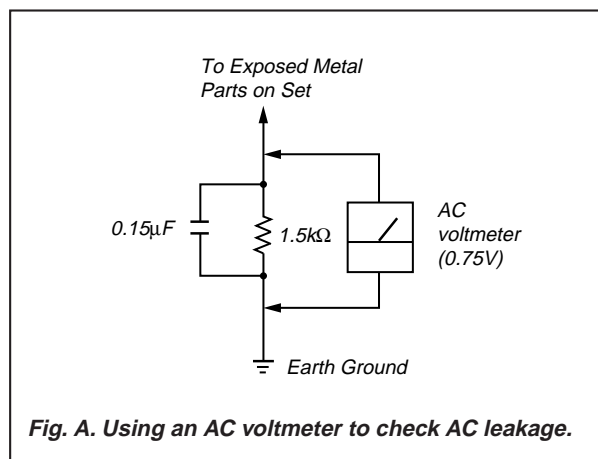 To Exposed Metal
Parts on Set
0.15μF
1.5kΩ
AC
voltmeter
(0.75V)
Earth Ground
Fig. A. Using an AC voltmeter to check AC leakage.